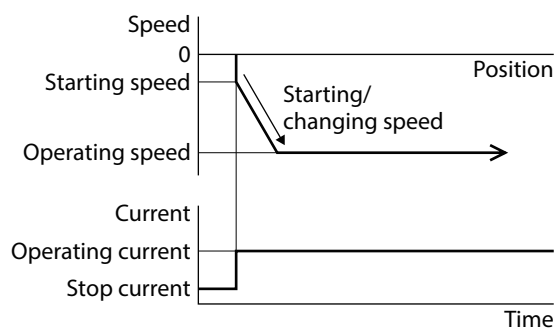 Speed
0
Position
Starting speed
Starting/
changing speed
Operating speed
Current
Operating current
Stop current
Time